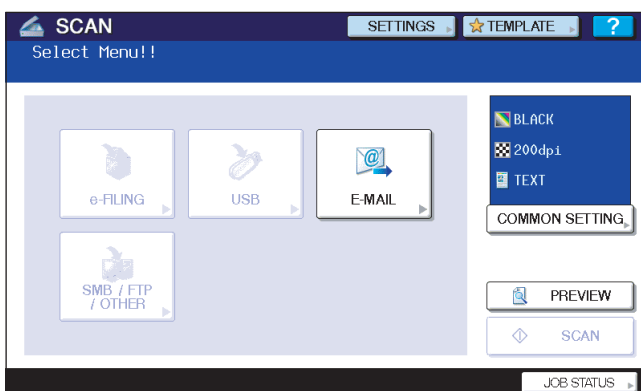 SCAN
SETTINGS
TEMPLATE
?
Select Menu!!
BLACK
200dpi
TEXT
COMMON SETTING
e-FILING
USB
E-MAIL
SMB / FTP
/ OTHER
PREVIEW
SCAN
JOB STATUS